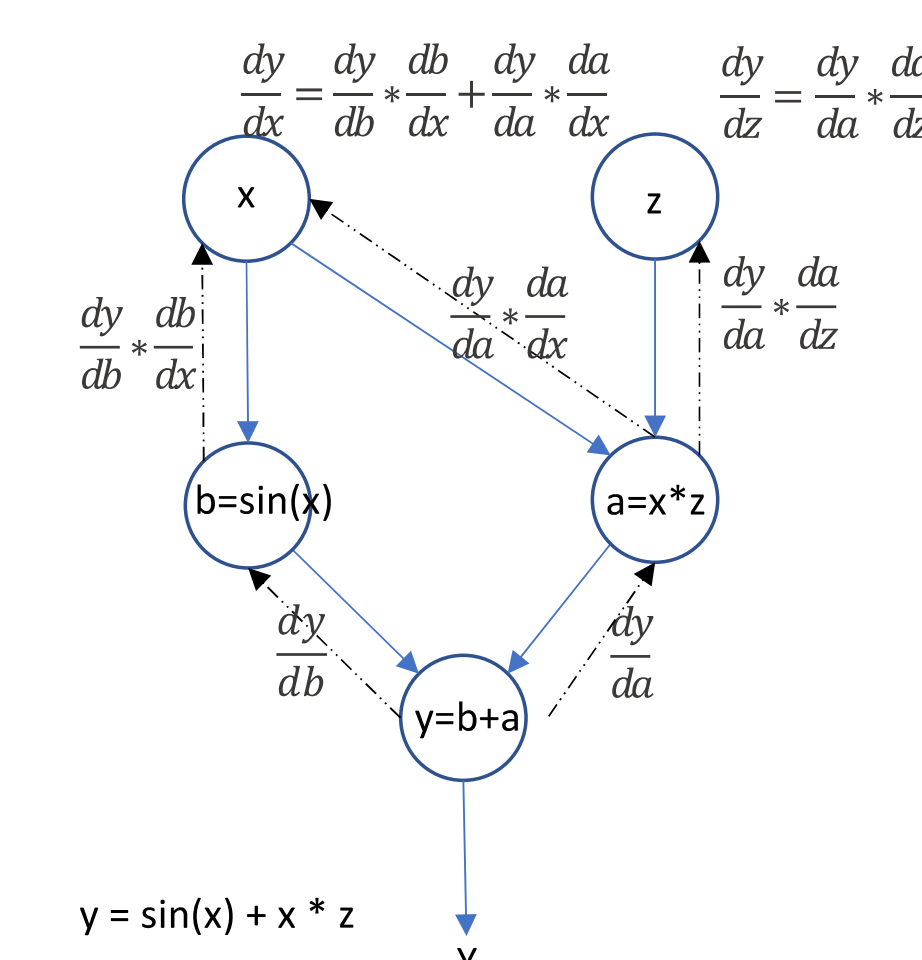 dy/dx = dy/db * db/dx + dy/da * da/dx
dy/dz = dy/da *
x
z
dy/da * da/dx
dy/da * da/dz
dy/db * db/dx
b=sin(x)
a=x*z
dy/db
dy/da
y=b+a
y = sin(x) + x * z